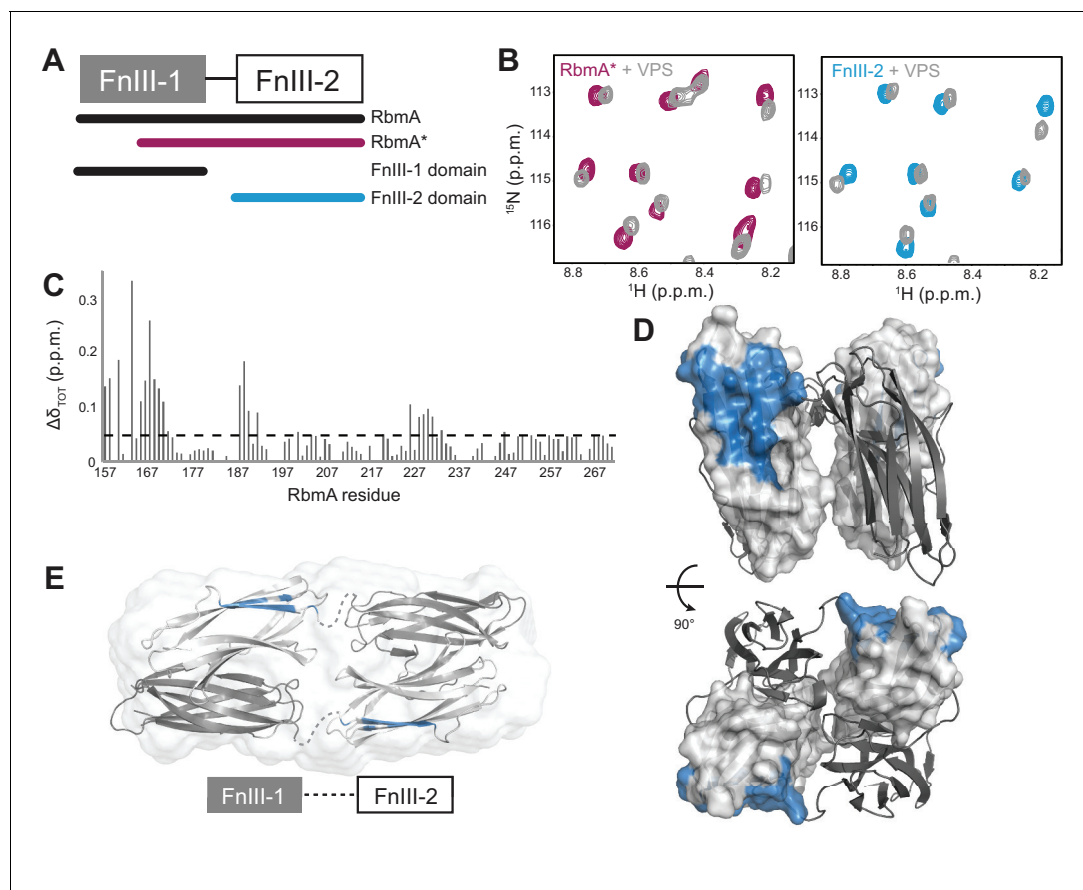 A
FnIII-1
FnIII-2
RbmA
RbmA*
FnIII-1 domain
FnIII-2 domain
B
RbmA* + VPS
FnIII-2 + VPS
113
114
115
116
8.8
8.6
8.4
8.2
¹⁵N (p.p.m.)
¹H (p.p.m.)
113
114
115
116
8.8
8.6
8.4
8.2
¹H (p.p.m.)
C
0.3
0.2
0.1
0
Δδ_TOT (p.p.m.)
157
167
177
187
197
207
217
227
237
247
257
267
RbmA residue
D
90°
E
FnIII-1
FnIII-2